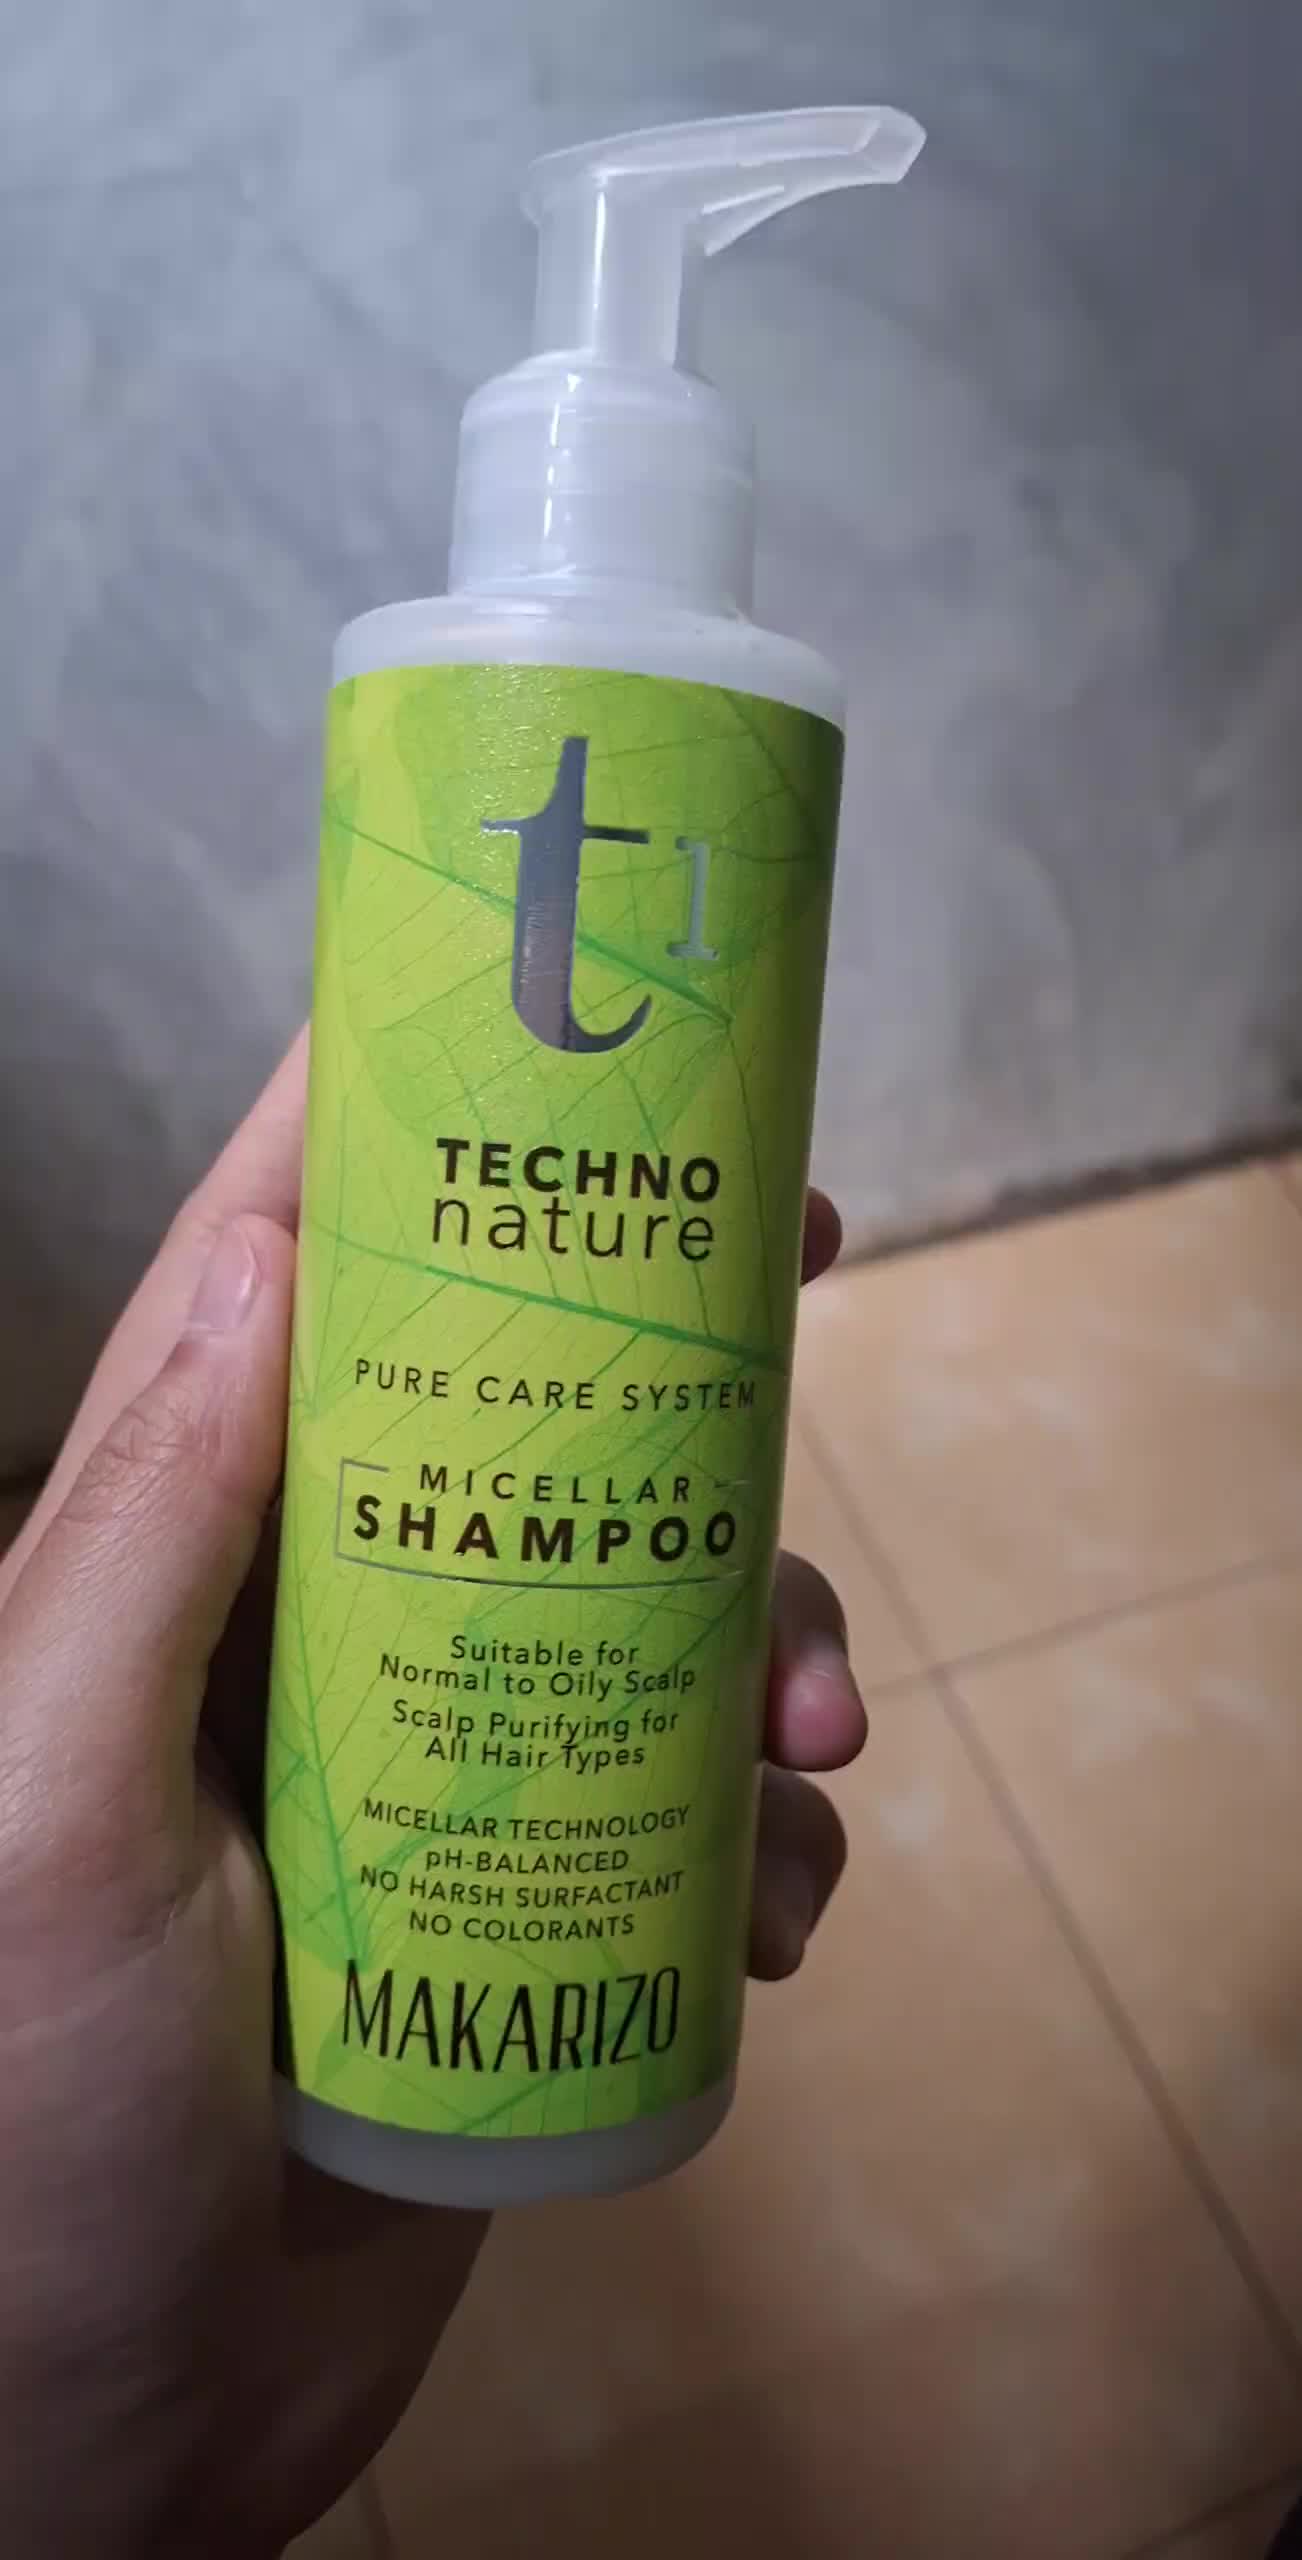 t1
TECHNO
nature
PURE CARE SYSTEM
MICELLAR
SHAMPOO
Suitable for
Normal to Oily Scalp
Scalp Purifying for
All Hair Types
MICELLAR TECHNOLOGY
pH-BALANCED
NO HARSH SURFACTANT
NO COLORANTS
MAKARIZO